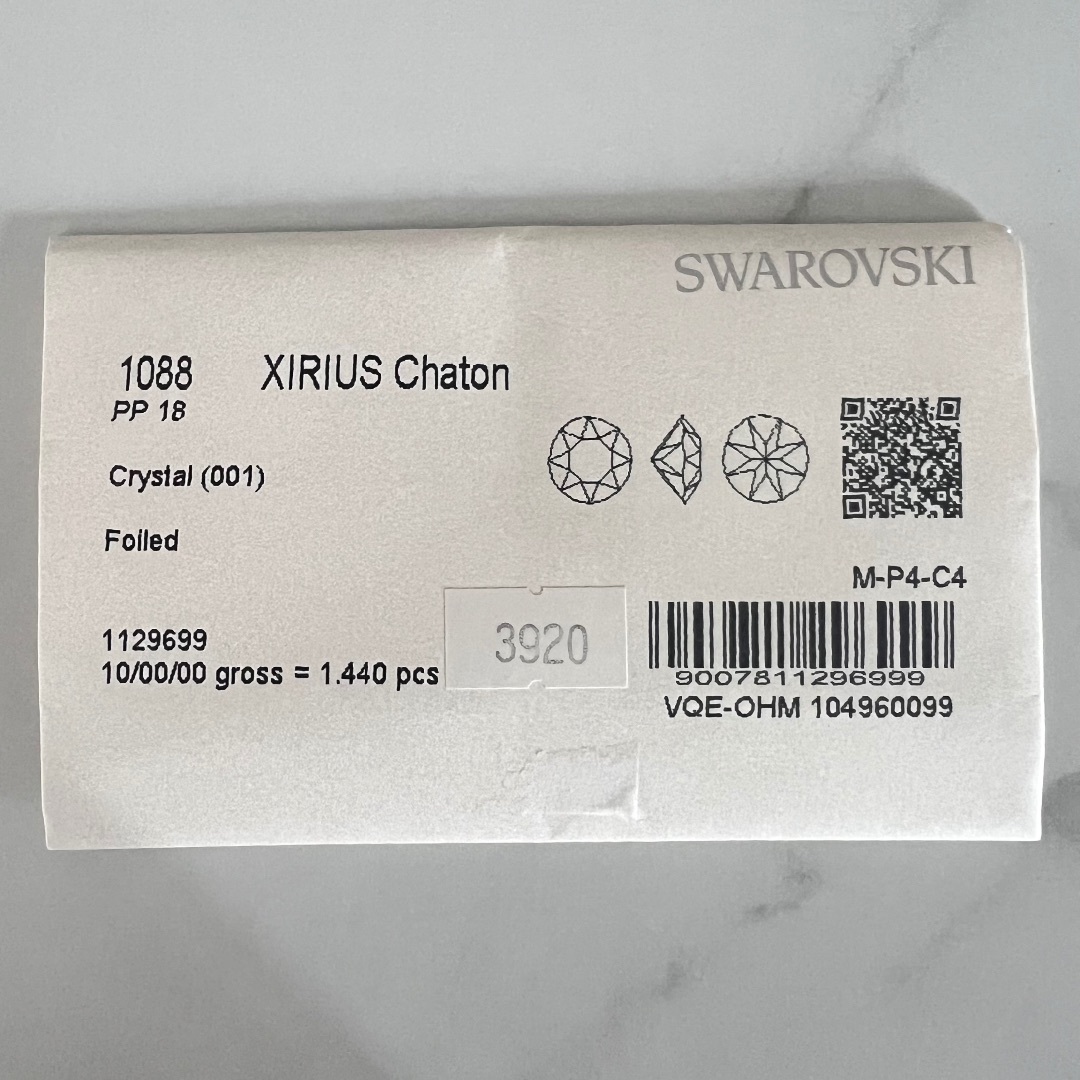 SWAROVSKI
1088 XIRIUS Chaton
PP 18
Crystal (001)
Foiled
M-P4-C4
1129699
10/00/00 gross = 1.440 pcs
3920
9007811296999
VQE-OHM 104960099